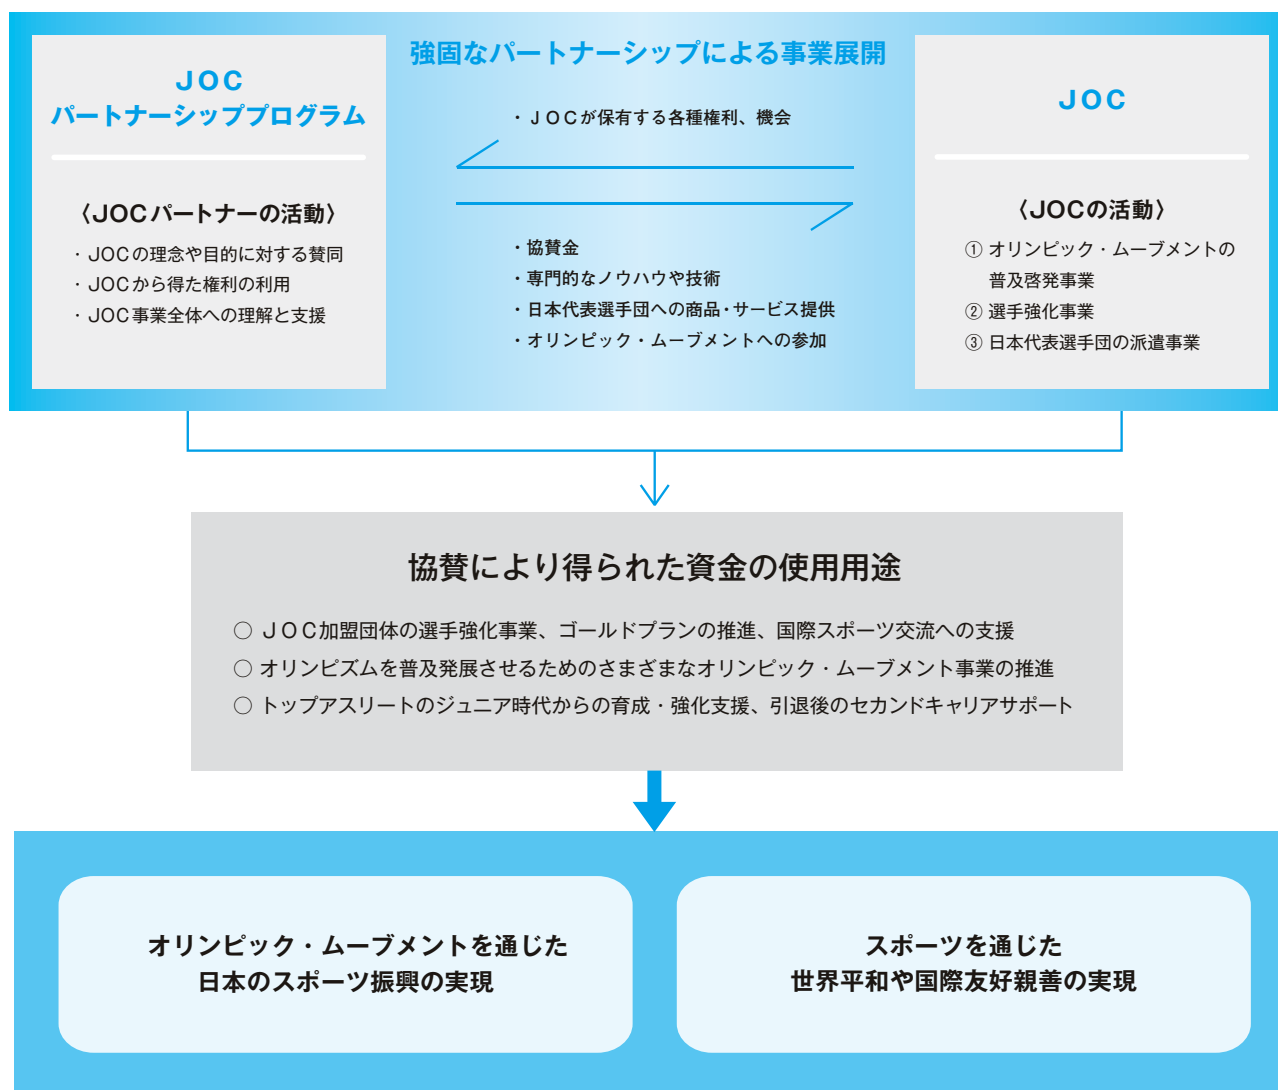 強固なパートナーシップによる事業展開
JOC
パートナーシッププログラム
〈JOCパートナーの活動〉
・JOCの理念や目的に対する賛同
・JOCから得た権利の利用
・JOC事業全体への理解と支援
・JOCが保有する各種権利、機会
・協賛金
・専門的なノウハウや技術
・日本代表選手団への商品・サービス提供
・オリンピック・ムーブメントへの参加
JOC
〈JOCの活動〉
① オリンピック・ムーブメントの
普及啓発事業
② 選手強化事業
③ 日本代表選手団の派遣事業
協賛により得られた資金の使用用途
○ JOC加盟団体の選手強化事業、ゴールドプランの推進、国際スポーツ交流への支援
○ オリンピズムを普及発展させるためのさまざまなオリンピック・ムーブメント事業の推進
○ トップアスリートのジュニア時代からの育成・強化支援、引退後のセカンドキャリアサポート
オリンピック・ムーブメントを通じた
日本のスポーツ振興の実現
スポーツを通じた
世界平和や国際友好親善の実現